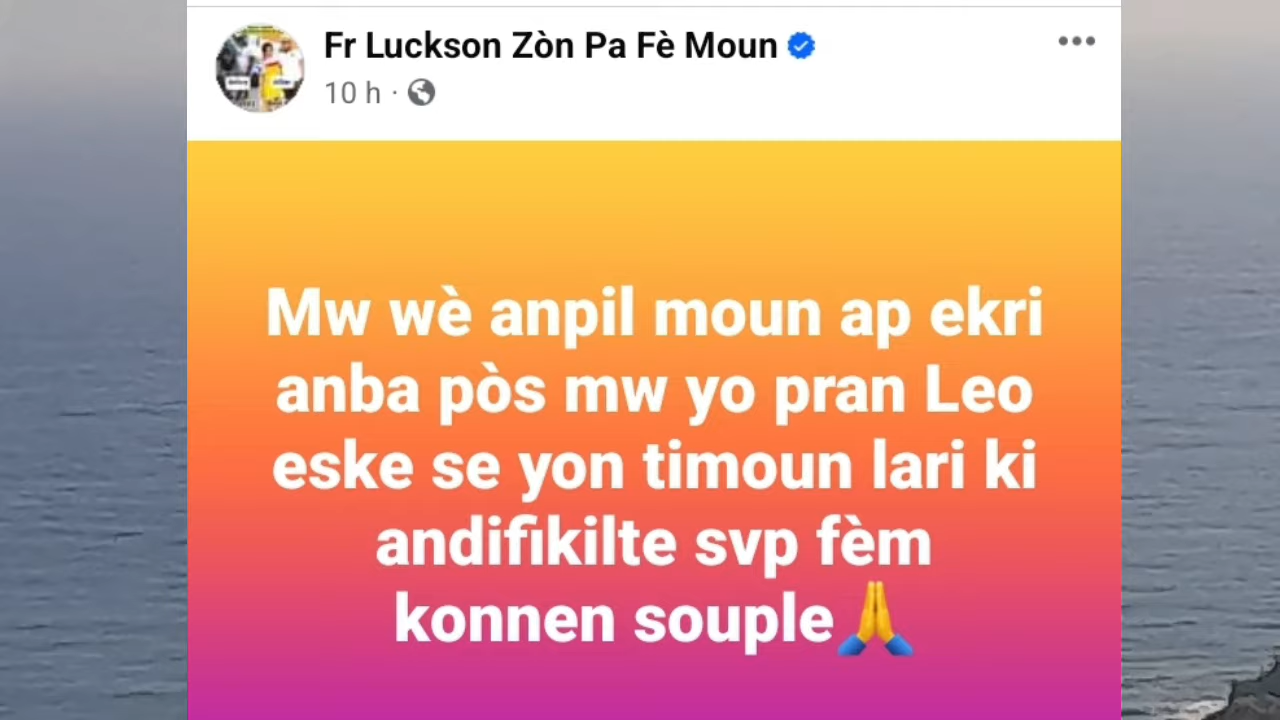 Fr Luckson Zòn Pa Fè Moun
10 h ·
Mw wè anpil moun ap ekri
anba pòs mw yo pran Leo
eske se yon timoun lari ki
andifikilte svp fèm
konnen souple🙏